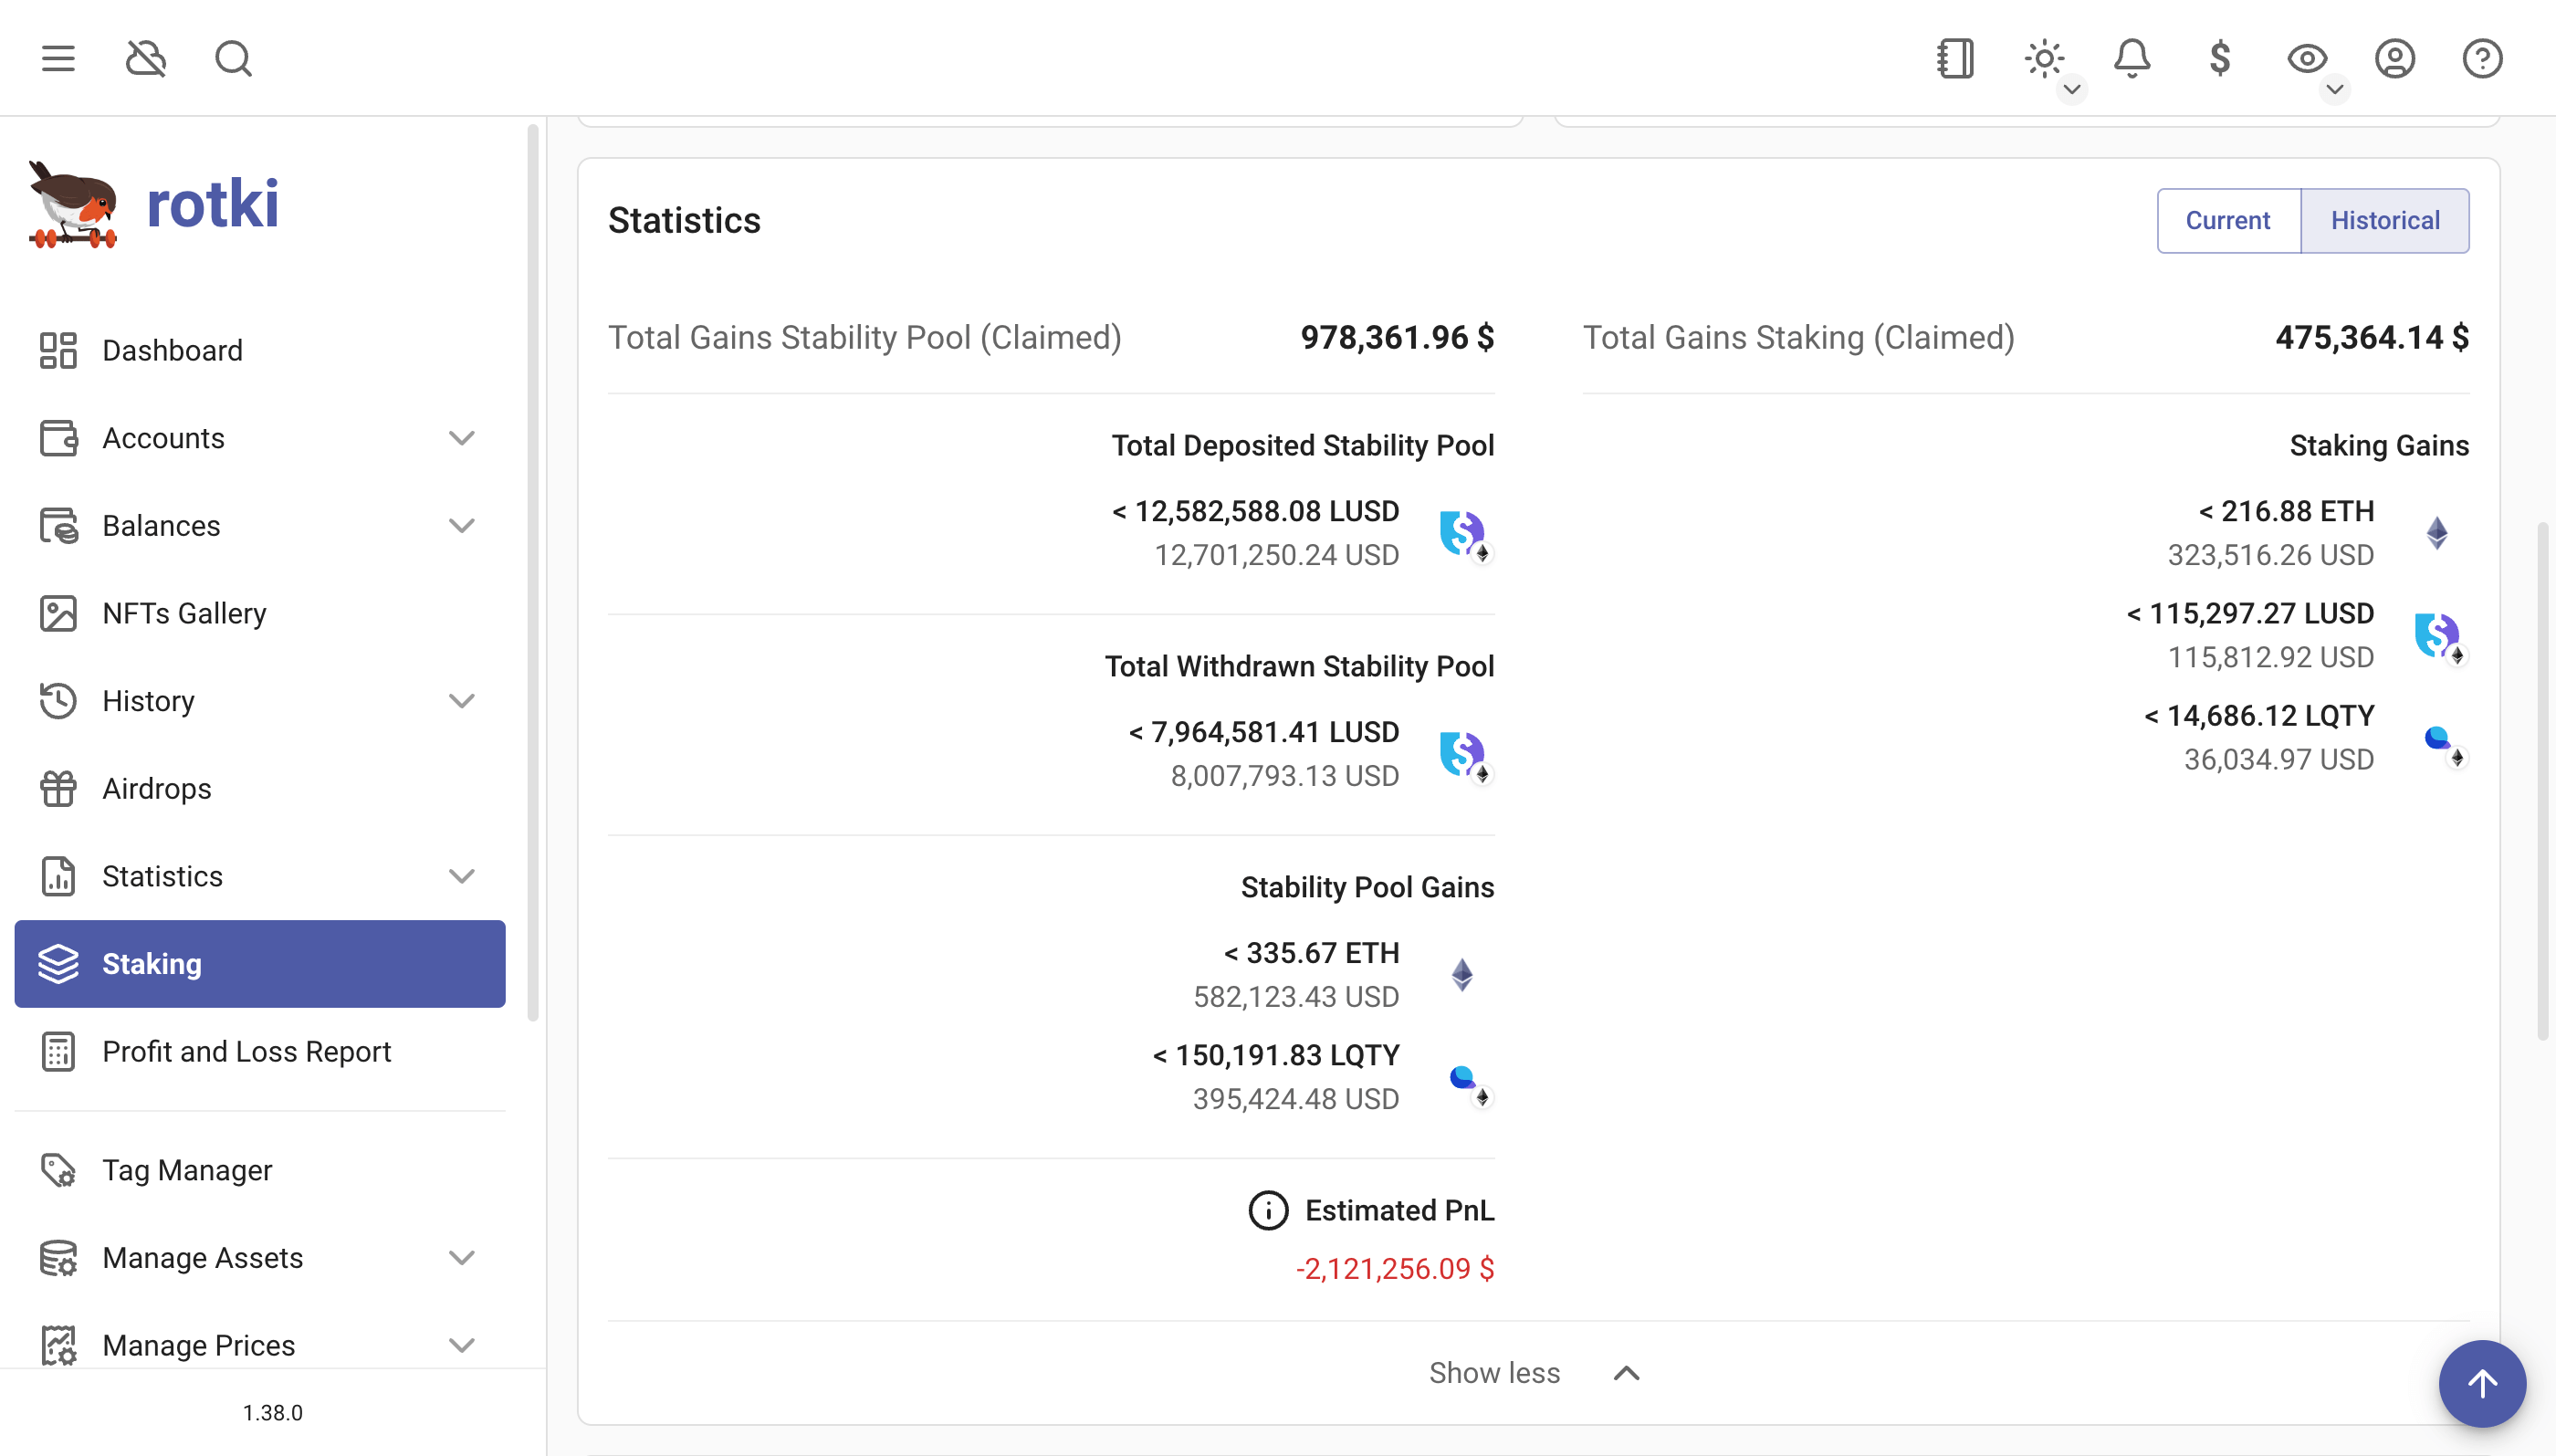 rotki
Dashboard
Accounts
Balances
NFTs Gallery
History
Airdrops
Statistics
Staking
Profit and Loss Report
Tag Manager
Manage Assets
Manage Prices
1.38.0
Statistics
Current
Historical
Total Gains Stability Pool (Claimed)
978,361.96 $
Total Deposited Stability Pool
< 12,582,588.08 LUSD
12,701,250.24 USD
Total Withdrawn Stability Pool
< 7,964,581.41 LUSD
8,007,793.13 USD
Stability Pool Gains
< 335.67 ETH
582,123.43 USD
< 150,191.83 LQTY
395,424.48 USD
Estimated PnL
-2,121,256.09 $
Total Gains Staking (Claimed)
475,364.14 $
Staking Gains
< 216.88 ETH
323,516.26 USD
< 115,297.27 LUSD
115,812.92 USD
< 14,686.12 LQTY
36,034.97 USD
Show less